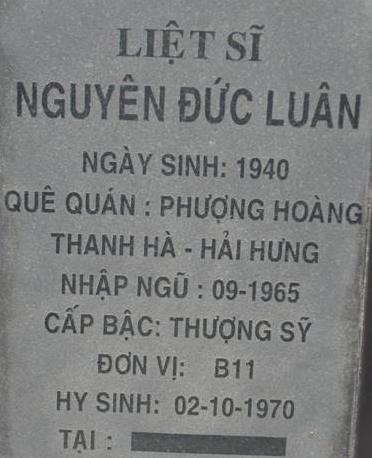 LIỆT SĨ
NGUYÊN ĐỨC LUÂN
NGÀY SINH: 1940
QUÊ QUÁN : PHƯỢNG HOÀNG
THANH HÀ - HẢI HƯNG
NHẬP NGŨ : 09-1965
CẤP BẬC: THƯỢNG SỸ
ĐƠN VỊ: B11
HY SINH: 02-10-1970
TẠI :